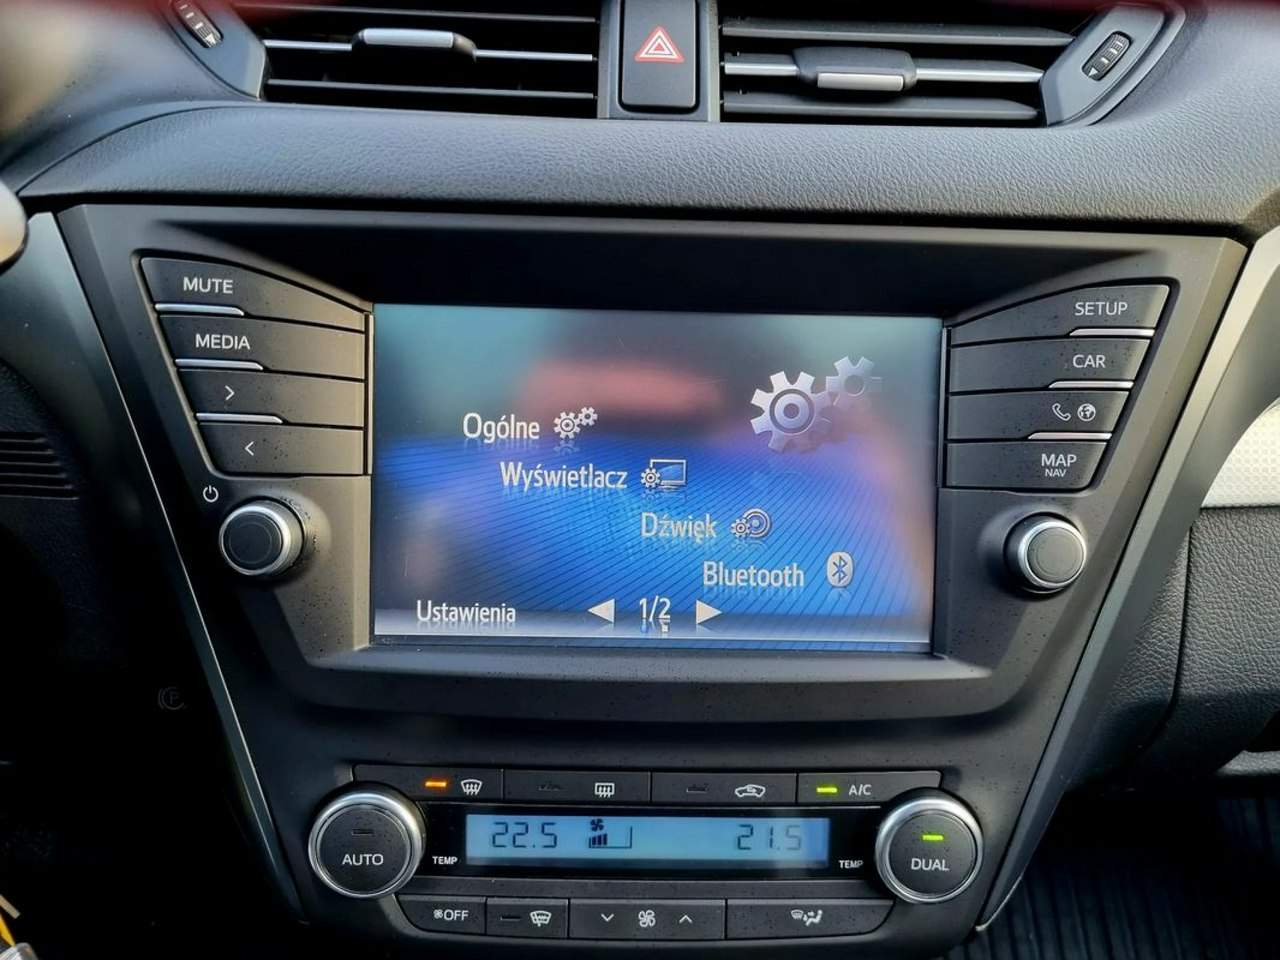 MUTE
MEDIA
>
<
SETUP
CAR
MAP
NAV
Ogólne
Wyświetlacz
Dźwięk
Bluetooth
Ustawienia
1/2
A/C
22.5
21.5
AUTO
TEMP
TEMP
DUAL
OFF